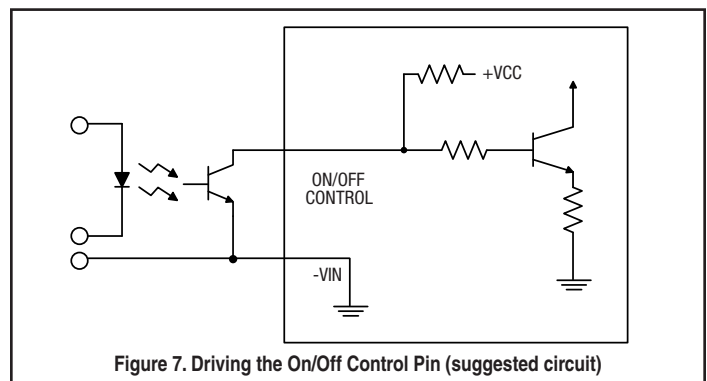 +VCC
ON/OFF
CONTROL
-VIN
Figure 7. Driving the On/Off Control Pin (suggested circuit)